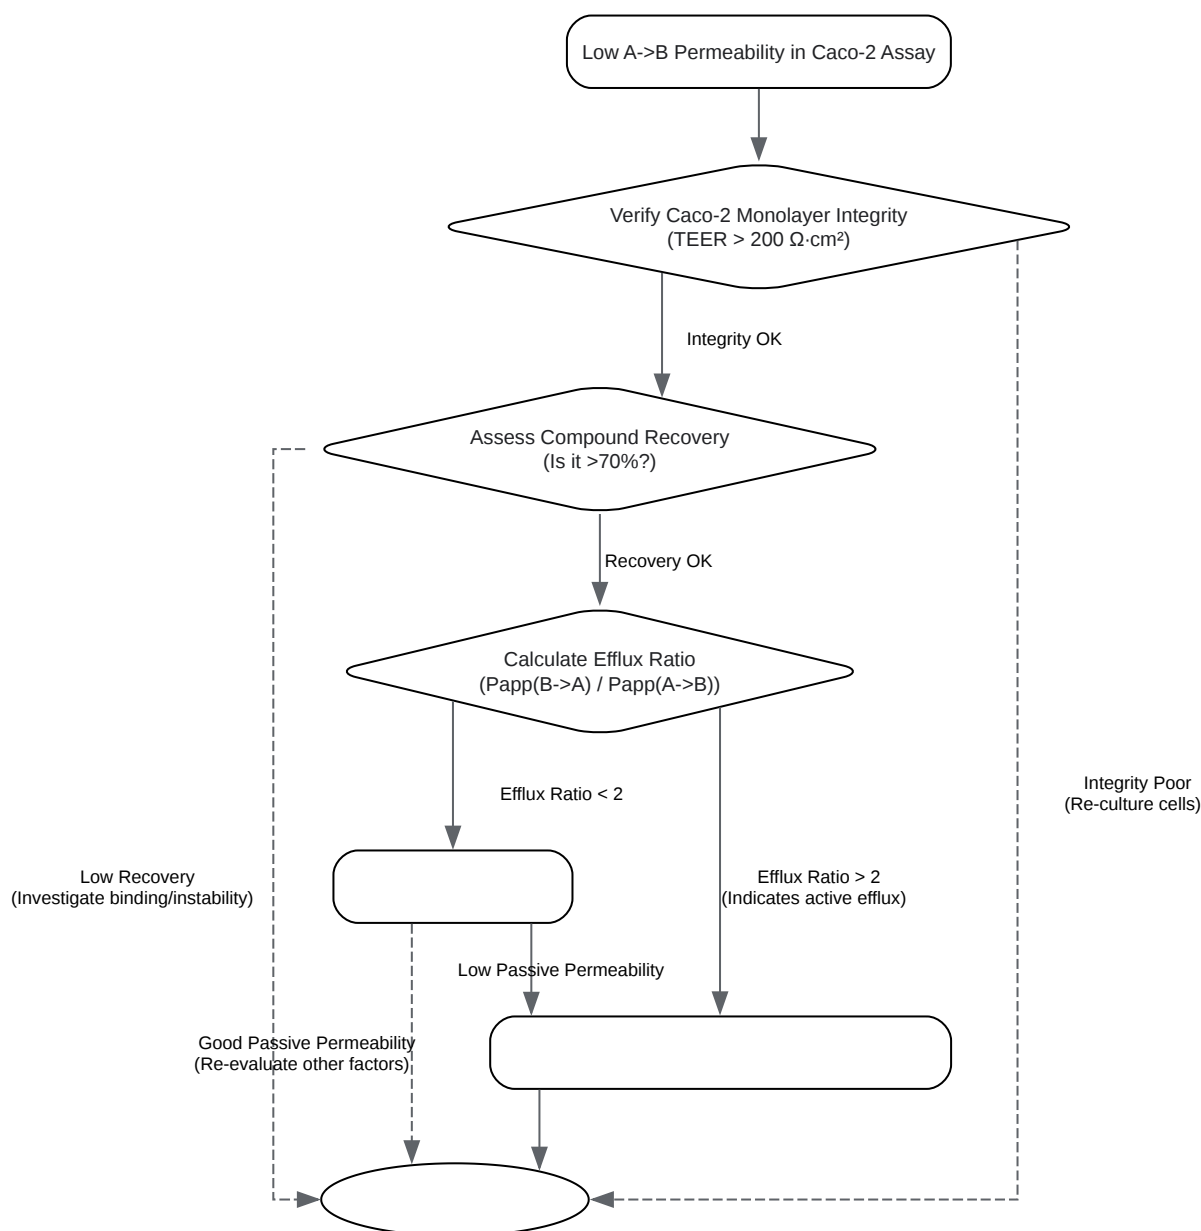 Low A->B Permeability in Caco-2 Assay
Verify Caco-2 Monolayer Integrity
(TEER > 200 Ω·cm²)
Integrity OK
Assess Compound Recovery
(Is it >70%?)
Recovery OK
Calculate Efflux Ratio
(Papp(B->A) / Papp(A->B))
Efflux Ratio < 2
Integrity Poor
(Re-culture cells)
Low Recovery
(Investigate binding/instability)
Efflux Ratio > 2
(Indicates active efflux)
Low Passive Permeability
Good Passive Permeability
(Re-evaluate other factors)